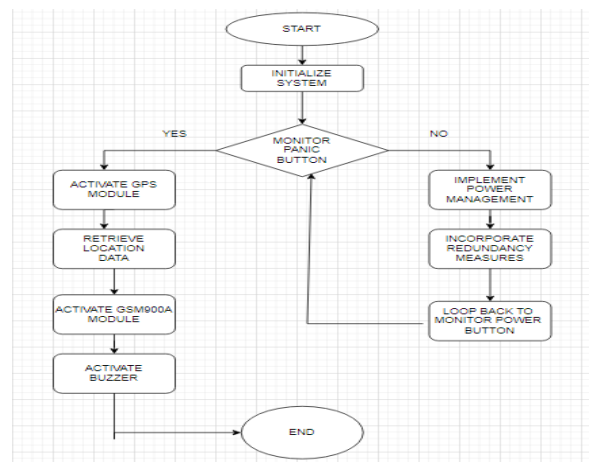 START
INITIALIZE
SYSTEM
YES
MONITOR
PANIC
BUTTON
NO
ACTIVATE GPS
MODULE
IMPLEMENT
POWER
MANAGEMENT
RETRIEVE
LOCATION
DATA
INCORPORATE
REDUNDANCY
MEASURES
ACTIVATE GSM900A
MODULE
LOOP BACK TO
MONITOR POWER
BUTTON
ACTIVATE
BUZZER
END